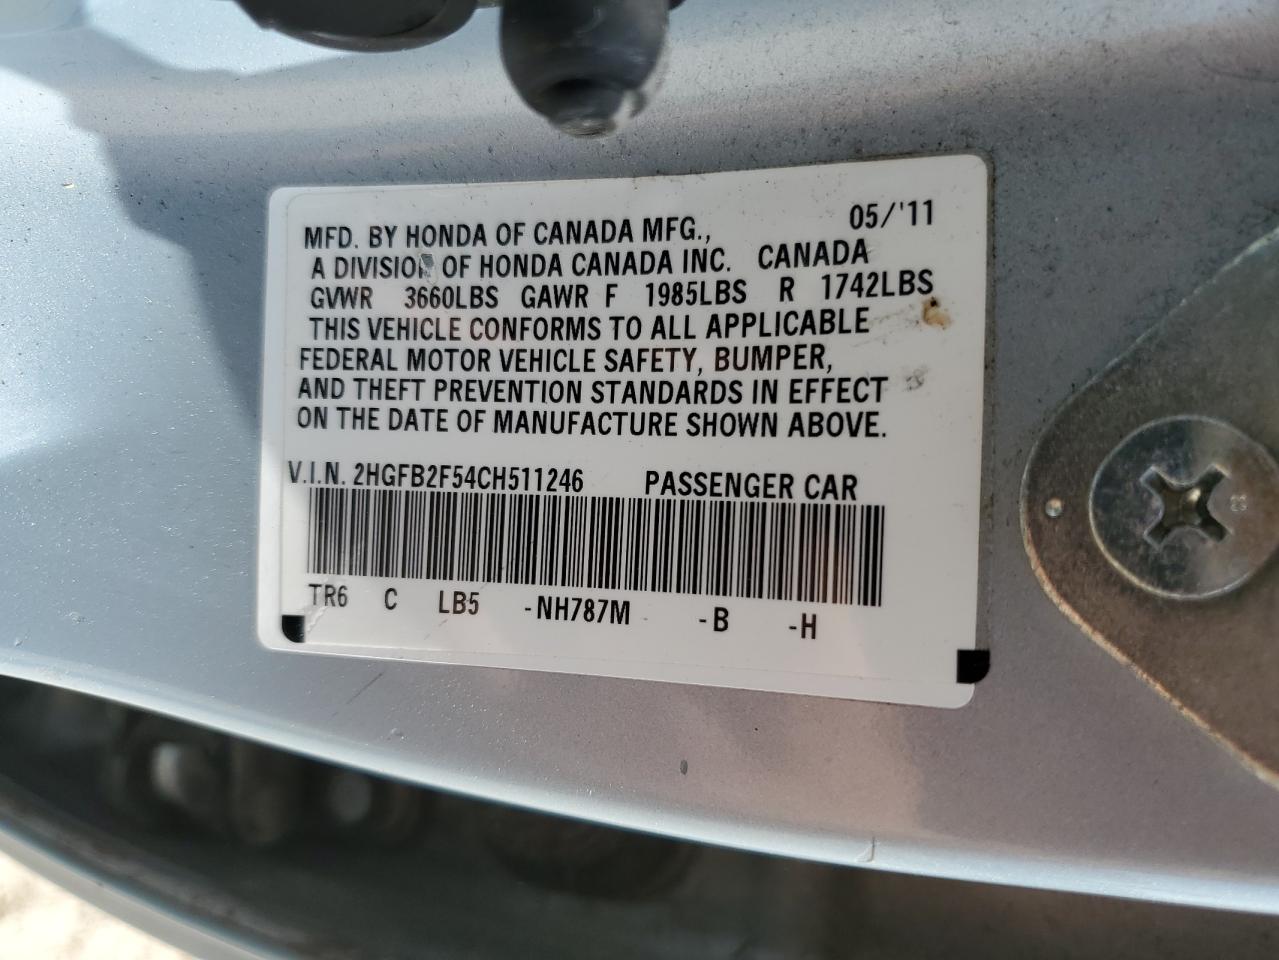 05/'11
MFD. BY HONDA OF CANADA MFG.,
A DIVISION OF HONDA CANADA INC. CANADA
GVWR 3660LBS GAWR F 1985LBS R 1742LBS
THIS VEHICLE CONFORMS TO ALL APPLICABLE
FEDERAL MOTOR VEHICLE SAFETY, BUMPER,
AND THEFT PREVENTION STANDARDS IN EFFECT
ON THE DATE OF MANUFACTURE SHOWN ABOVE.
V.I.N. 2HGFB2F54CH511246 PASSENGER CAR
TR6 C LB5 -NH787M -B -H